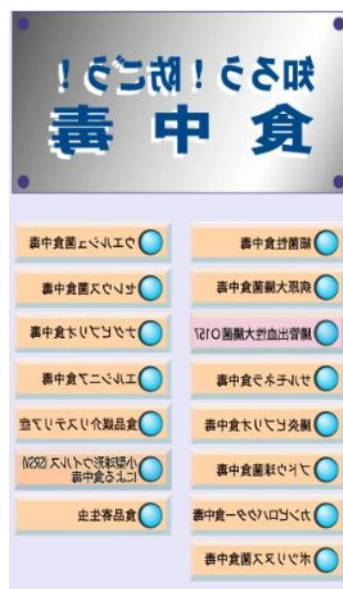 知ろう！防ごう！
食中毒
細菌性食中毒
病原大腸菌食中毒
腸管出血性大腸菌O157
サルモネラ食中毒
腸炎ビブリオ食中毒
ブドウ球菌食中毒
カンピロバクター食中毒
ボツリヌス菌食中毒
ウエルシュ菌食中毒
セレウス菌食中毒
ナグビブリオ食中毒
エルシニア食中毒
食品媒介リステリア症
小型球形ウイルス(SRSV)
による食中毒
食品寄生虫